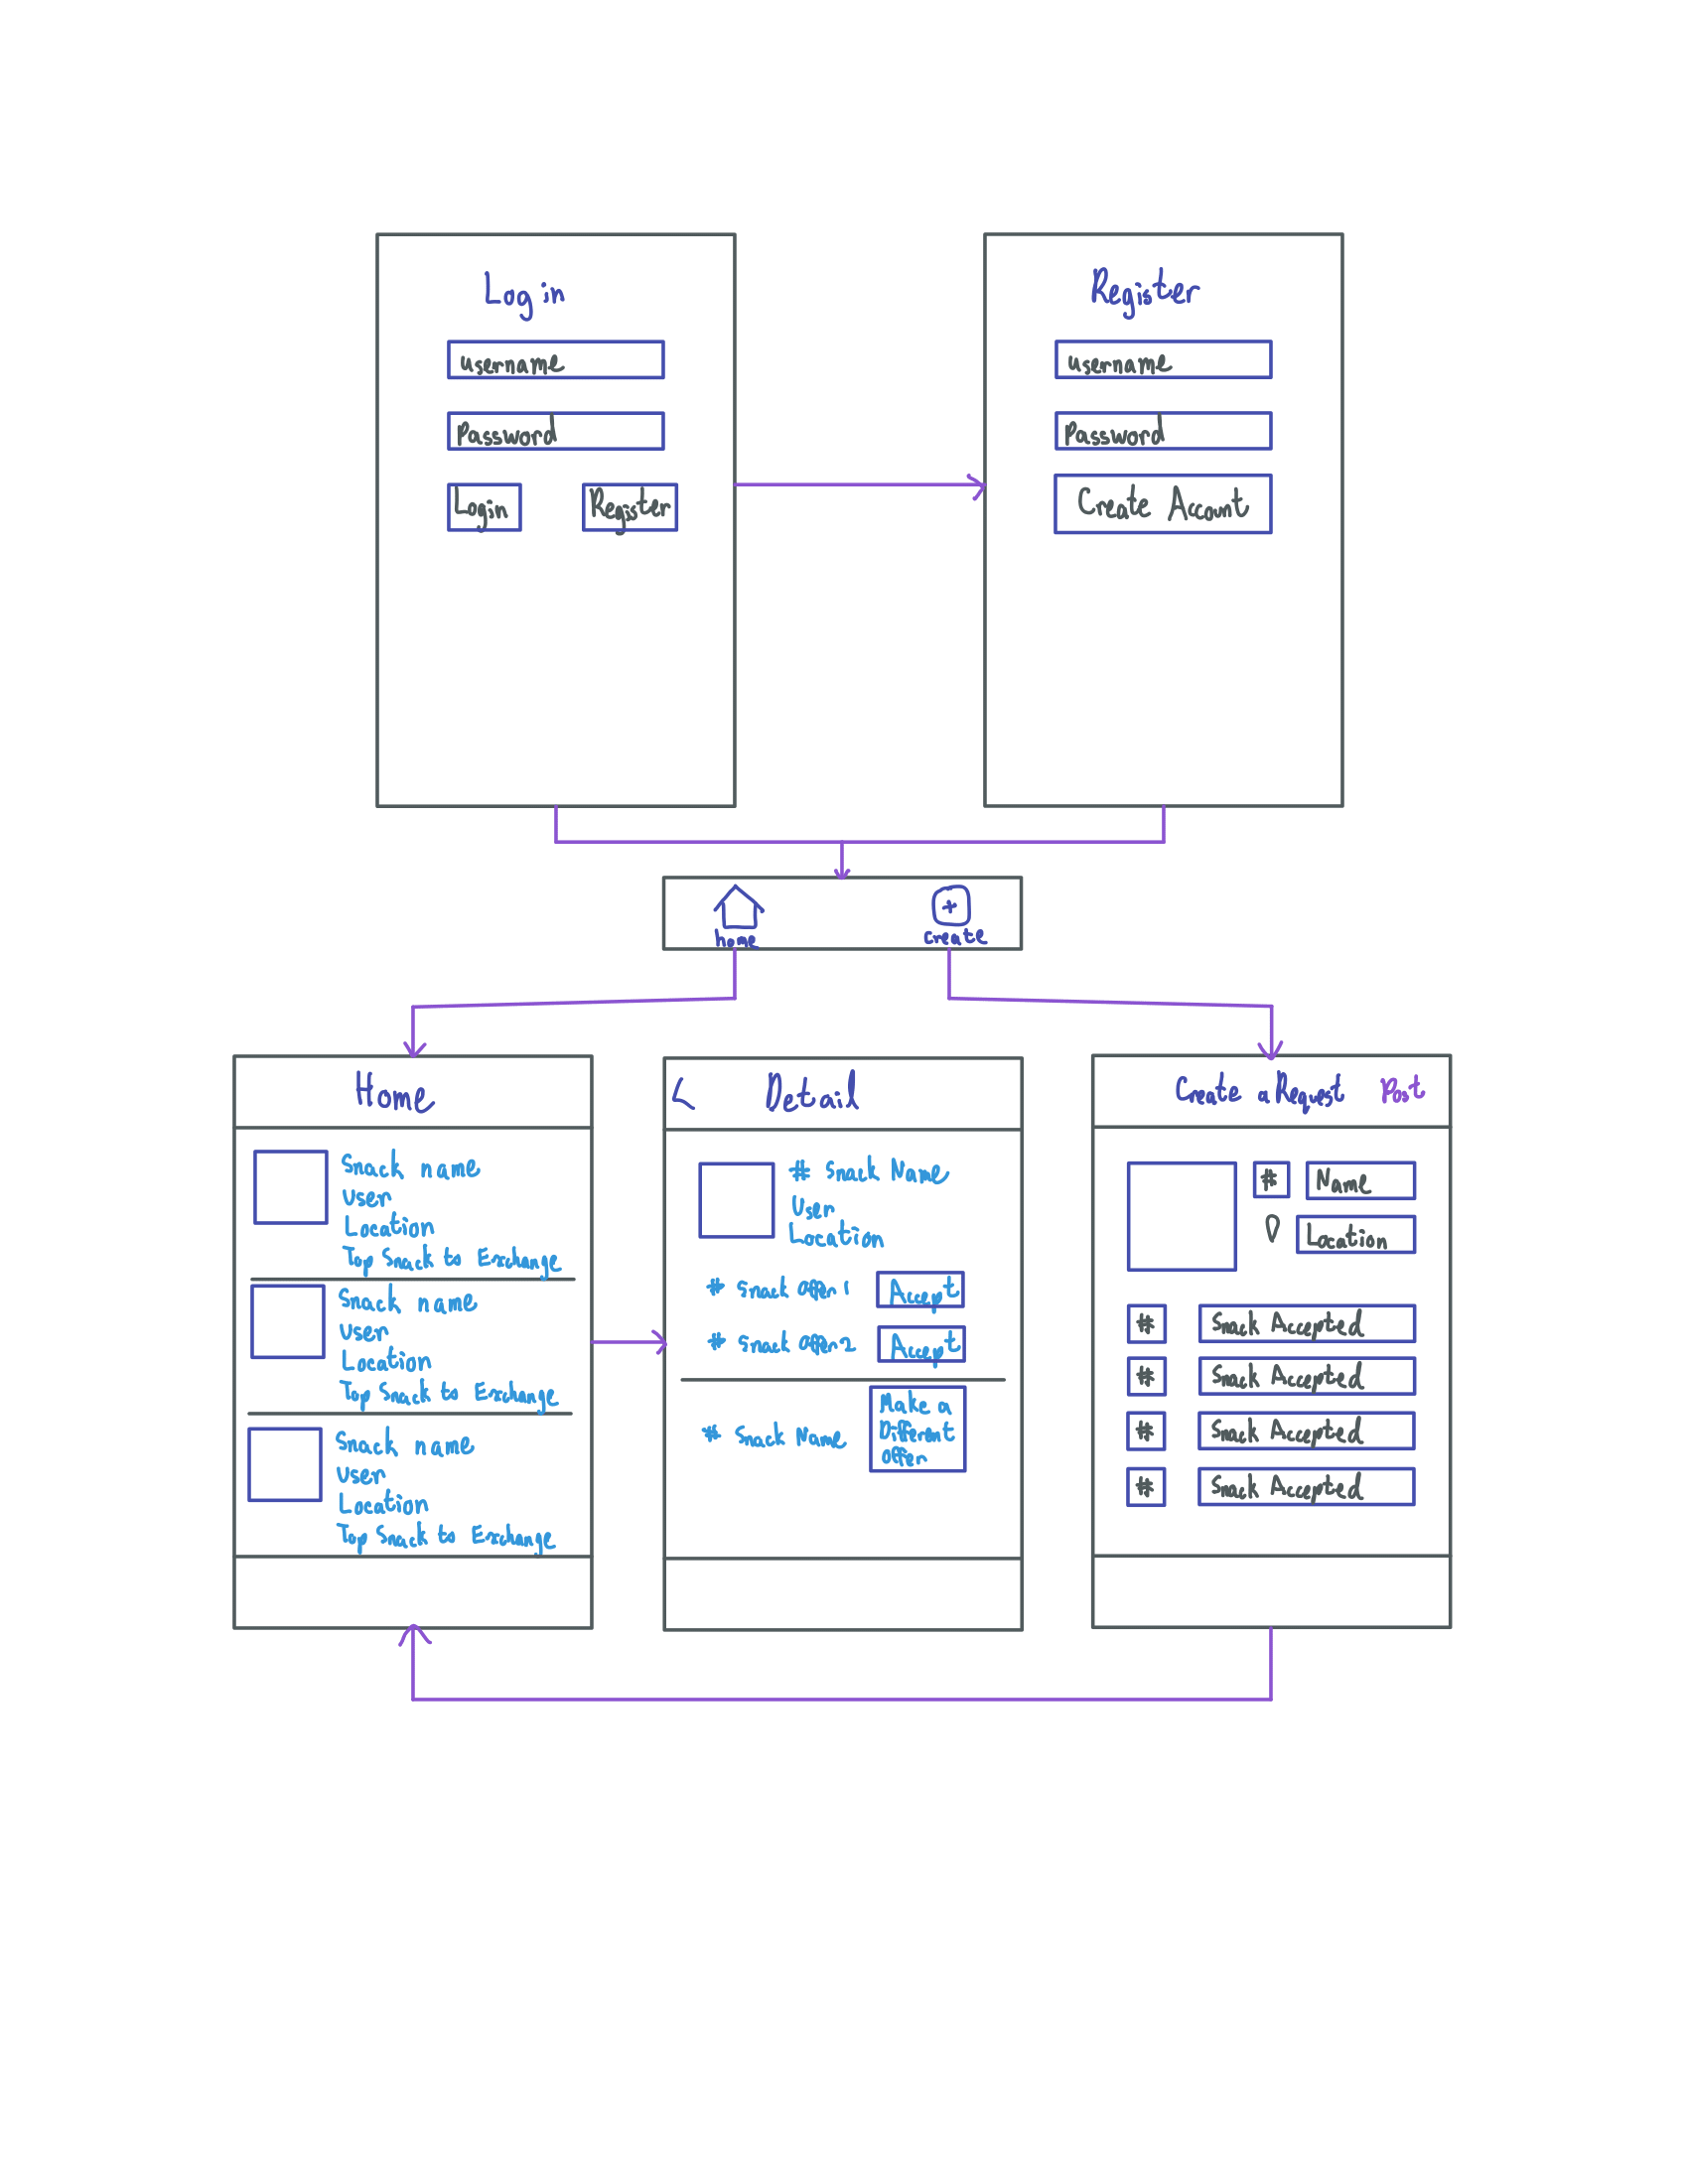 Login
username
Password
Login
Register
Register
username
Password
Create Account
home
create
Home
Snack name
User
Location
Top Snack to Exchange
Snack name
User
Location
Top Snack to Exchange
Snack name
User
Location
Top Snack to Exchange
< Detail
# Snack Name
User
Location
# Snack offer 1
Accept
# Snack offer 2
Accept
# Snack Name
Make a
Different
offer
Create a Request Post
# Name
Location
# Snack Accepted
# Snack Accepted
# Snack Accepted
# Snack Accepted